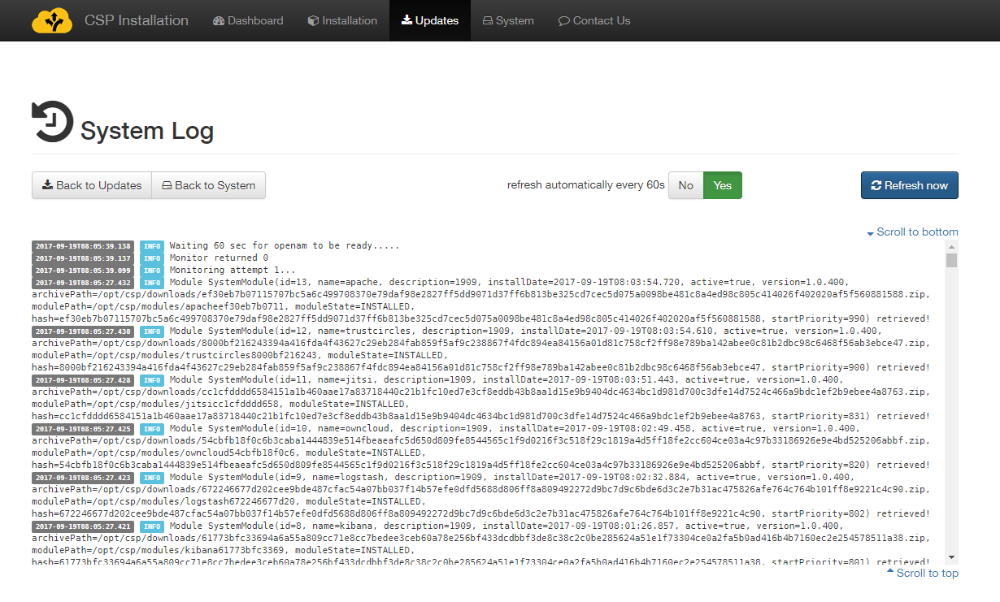 CSP Installation Dashboard Installation Updates System Contact Us
System Log
Back to Updates Back to System refresh automatically every 60s No Yes Refresh now
Scroll to bottom
2017-09-19T08:05:39.138 INFO Waiting 60 sec for openam to be ready.....
2017-09-19T08:05:39.137 INFO Monitor returned 0
2017-09-19T08:05:39.099 INFO Monitoring attempt 1...
2017-09-19T08:05:27.432 INFO Module SystemModule(id=13, name=apache, description=1909, installDate=2017-09-19T08:03:54.720, active=true, version=1.0.400,
archivePath=/opt/csp/downloads/ef30eb7b07115707bc5a6c499708370e79daf98e2827ff5dd9071d37ff6b813be325cd7cec5d075a0098be481c8a4ed98c805c414026f402020af5f560881588.zip,
modulePath=/opt/csp/modules/apacheef30eb7b0711, moduleState=INSTALLED,
hash=ef30eb7b07115707bc5a6c499708370e79daf98e2827ff5dd9071d37ff6b813be325cd7cec5d075a0098be481c8a4ed98c805c414026f402020af5f560881588, startPriority=990) retrieved!
2017-09-19T08:05:27.430 INFO Module SystemModule(id=12, name=trustcircles, description=1909, installDate=2017-09-19T08:03:54.610, active=true, version=1.0.400,
archivePath=/opt/csp/downloads/8000bf216243394a416fda4f43627c29eb284fab859f5af9c238867f4fdc894ea84156a01d81c758cf2ff98e789ba142abee0c81b2dbc98c6468f56ab3ebce47.zip,
modulePath=/opt/csp/modules/trustcircles8000bf216243, moduleState=INSTALLED,
hash=8000bf216243394a416fda4f43627c29eb284fab859f5af9c238867f4fdc894ea84156a01d81c758cf2ff98e789ba142abee0c81b2dbc98c6468f56ab3ebce47, startPriority=900) retrieved!
2017-09-19T08:05:27.428 INFO Module SystemModule(id=11, name=jitsi, description=1909, installDate=2017-09-19T08:03:51.443, active=true, version=1.0.400,
archivePath=/opt/csp/downloads/cc1cfdddd6584151a1b460aae17a83718440c21b1fc10ed7e3cf8eddb43b8aa1d15e9b9404dc4634bc1d981d700c3dfe14d7524c466a9bdc1ef2b9ebee4a8763.zip,
modulePath=/opt/csp/modules/jitsicc1cfdddd658, moduleState=INSTALLED,
hash=cc1cfdddd6584151a1b460aae17a83718440c21b1fc10ed7e3cf8eddb43b8aa1d15e9b9404dc4634bc1d981d700c3dfe14d7524c466a9bdc1ef2b9ebee4a8763, startPriority=831) retrieved!
2017-09-19T08:05:27.425 INFO Module SystemModule(id=10, name=owncloud, description=1909, installDate=2017-09-19T08:02:49.458, active=true, version=1.0.400,
archivePath=/opt/csp/downloads/54cbfb18f0c6b3caba1444839e514fbeaeafc5d650d809fe8544565c1f9d0216f3c518f29c1819a4d5ff18fe2cc604ce03a4c97b33186926e9e4bd525206abbf.zip,
modulePath=/opt/csp/modules/owncloud54cbfb18f0c6, moduleState=INSTALLED,
hash=54cbfb18f0c6b3caba1444839e514fbeaeafc5d650d809fe8544565c1f9d0216f3c518f29c1819a4d5ff18fe2cc604ce03a4c97b33186926e9e4bd525206abbf, startPriority=820) retrieved!
2017-09-19T08:05:27.423 INFO Module SystemModule(id=9, name=logstash, description=1909, installDate=2017-09-19T08:02:32.884, active=true, version=1.0.400,
archivePath=/opt/csp/downloads/672246677d202cee9bde487cfac54a07bb037f14b57efe0dfd5688d806ff8a809492272d9bc7d9c6bde6d3c2e7b31ac475826afe764c764b101ff8e9221c4c90.zip,
modulePath=/opt/csp/modules/logstash672246677d20, moduleState=INSTALLED,
hash=672246677d202cee9bde487cfac54a07bb037f14b57efe0dfd5688d806ff8a809492272d9bc7d9c6bde6d3c2e7b31ac475826afe764c764b101ff8e9221c4c90, startPriority=802) retrieved!
2017-09-19T08:05:27.421 INFO Module SystemModule(id=8, name=kibana, description=1909, installDate=2017-09-19T08:01:26.857, active=true, version=1.0.400,
archivePath=/opt/csp/downloads/61773bfc33694a6a55a809cc71e8cc7bedee3ceb60a78e256bf433dcdbbf3de8c38c2c0be285624a51e1f73304ce0a2fa5b0ad416b4b7160ec2e254578511a38.zip,
modulePath=/opt/csp/modules/kibana61773bfc3369, moduleState=INSTALLED,
hash=61773bfc33694a6a55a809cc71e8cc7bedee3ceb60a78e256bf433dcdbbf3de8c38c2c0be285624a51e1f73304ce0a2fa5b0ad416b4b7160ec2e254578511a38, startPriority=801) retrieved!
Scroll to top